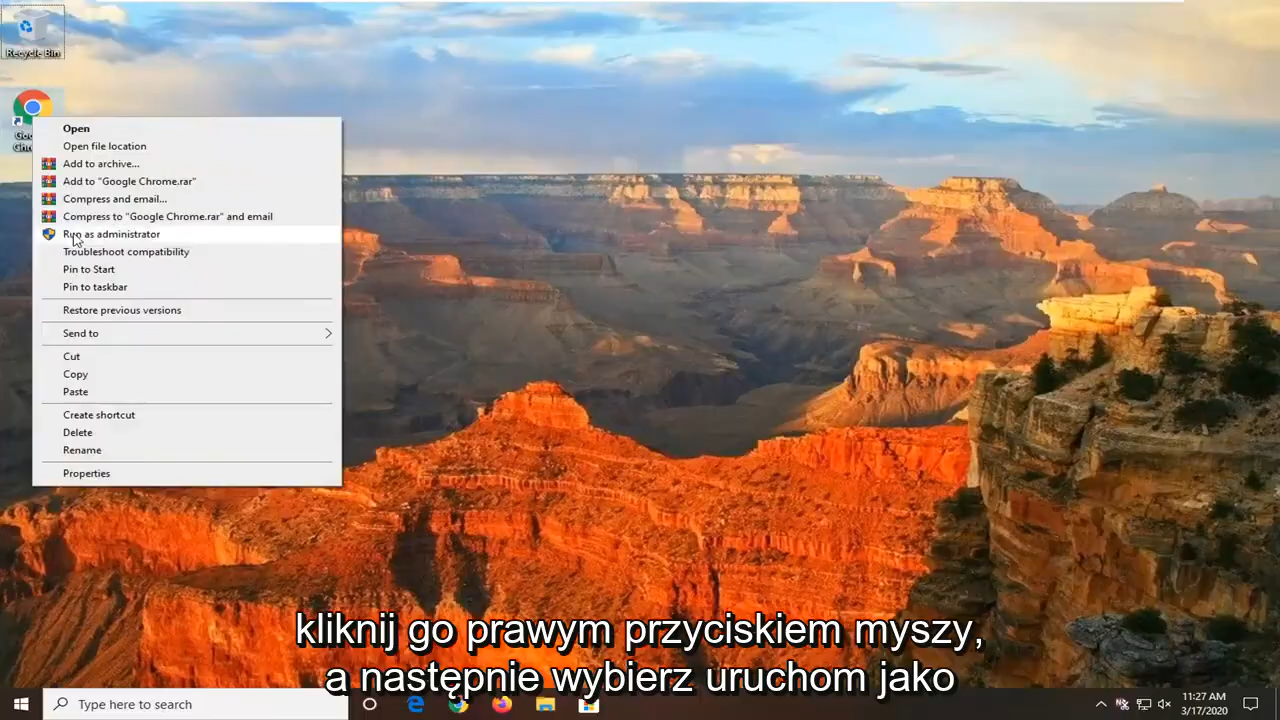 Recycle Bin
Open
Open file location
Add to archive...
Add to "Google Chrome.rar"
Compress and email...
Compress to "Google Chrome.rar" and email
Run as administrator
Troubleshoot compatibility
Pin to Start
Pin to taskbar
Restore previous versions
Send to
Cut
Copy
Paste
Create shortcut
Delete
Rename
Properties
kliknij go prawym przyciskiem myszy,
a następnie wybierz uruchom jako
Type here to search
11:27 AM
3/17/2020